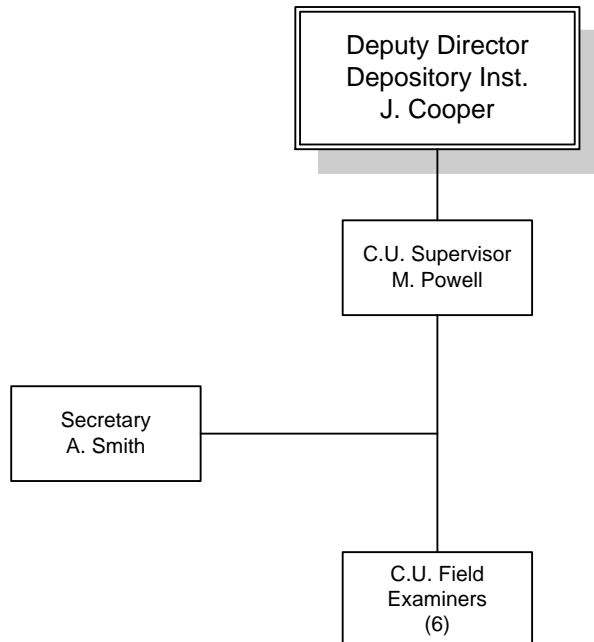 Deputy Director
Depository Inst.
J. Cooper
C.U. Supervisor
M. Powell
Secretary
A. Smith
C.U. Field
Examiners
(6)